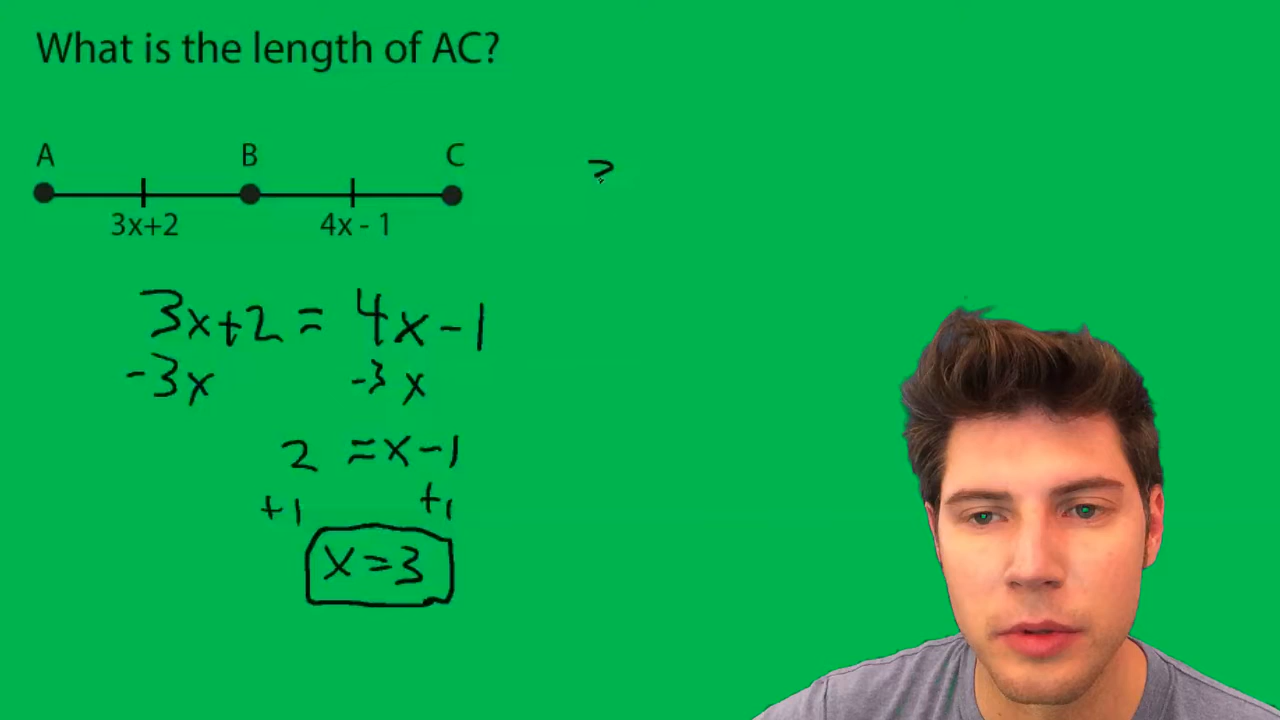 What is the length of AC?
A B C
3x+2 4x - 1
3x+2 = 4x-1
-3x -3x
2 = x-1
+1 +1
x=3